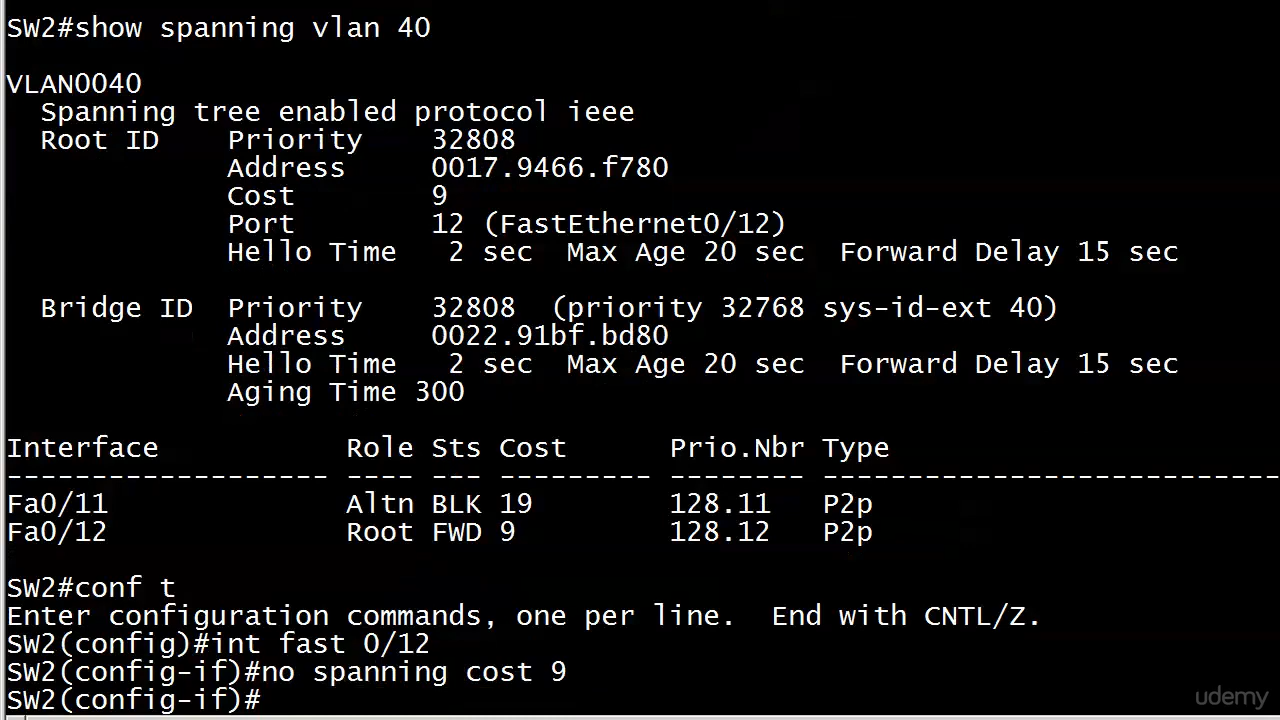 SW2#show spanning vlan 40
VLAN0040
  Spanning tree enabled protocol ieee
  Root ID    Priority    32808
             Address     0017.9466.f780
             Cost        9
             Port        12 (FastEthernet0/12)
             Hello Time   2 sec  Max Age 20 sec  Forward Delay 15 sec
  Bridge ID  Priority    32808  (priority 32768 sys-id-ext 40)
             Address     0022.91bf.bd80
             Hello Time   2 sec  Max Age 20 sec  Forward Delay 15 sec
             Aging Time 300
Interface           Role Sts Cost      Prio.Nbr Type
------------------- ---- --- --------- -------- ---------------------------
Fa0/11              Altn BLK 19        128.11   P2p
Fa0/12              Root FWD 9         128.12   P2p
SW2#conf t
Enter configuration commands, one per line.  End with CNTL/Z.
SW2(config)#int fast 0/12
SW2(config-if)#no spanning cost 9
SW2(config-if)#
udemy